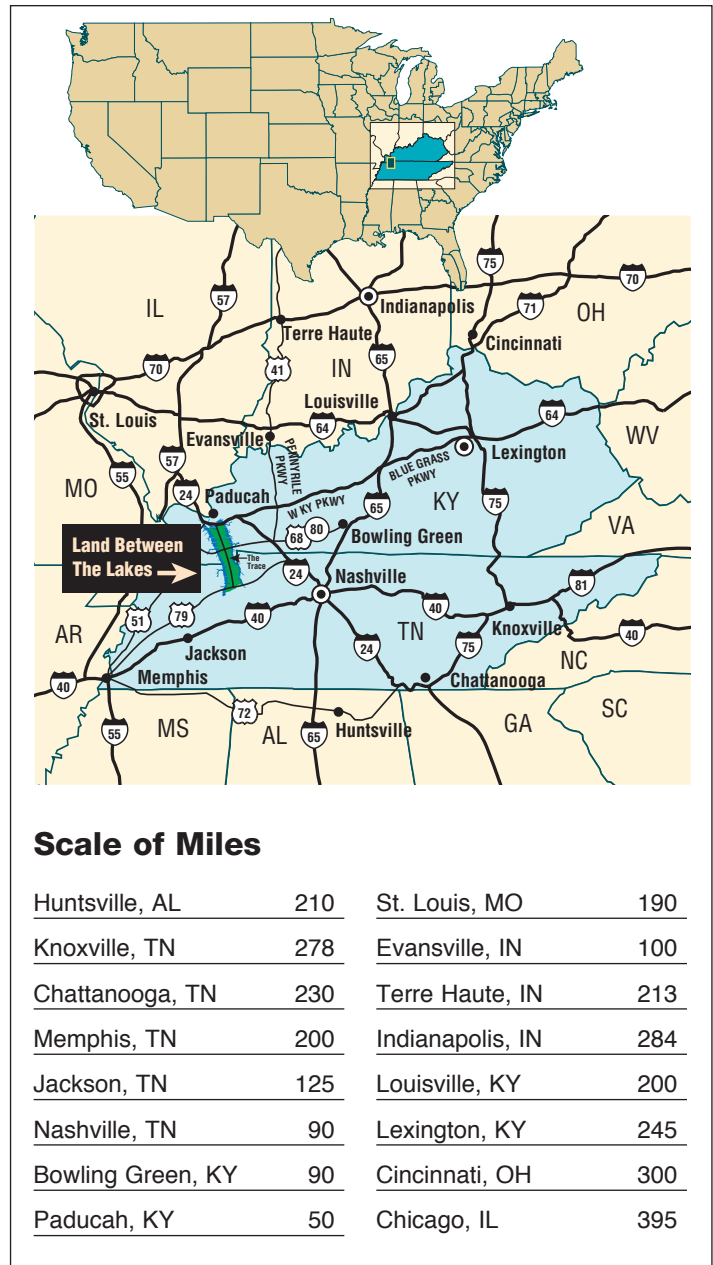 75
70
57
Indianapolis
71
IL
OH
Terre Haute
Cincinnati
65
70
41
IN
Louisville
64
St. Louis
64
Evansville
WV
Lexington
57
PENNYRILE
PKWY
BLUE GRASS
PKWY
55
24
MO
Paducah
W KY PKWY
65
KY
75
68
80
VA
Bowling Green
Land Between
The Lakes
The
Trace
24
Nashville
81
51
79
40
40
Knoxville
AR
TN
40
Jackson
24
75
NC
40
Memphis
Chattanooga
72
SC
55
MS
AL
65
Huntsville
GA
Scale of Miles
Huntsville, AL 210
Knoxville, TN 278
Chattanooga, TN 230
Memphis, TN 200
Jackson, TN 125
Nashville, TN 90
Bowling Green, KY 90
Paducah, KY 50
St. Louis, MO 190
Evansville, IN 100
Terre Haute, IN 213
Indianapolis, IN 284
Louisville, KY 200
Lexington, KY 245
Cincinnati, OH 300
Chicago, IL 395